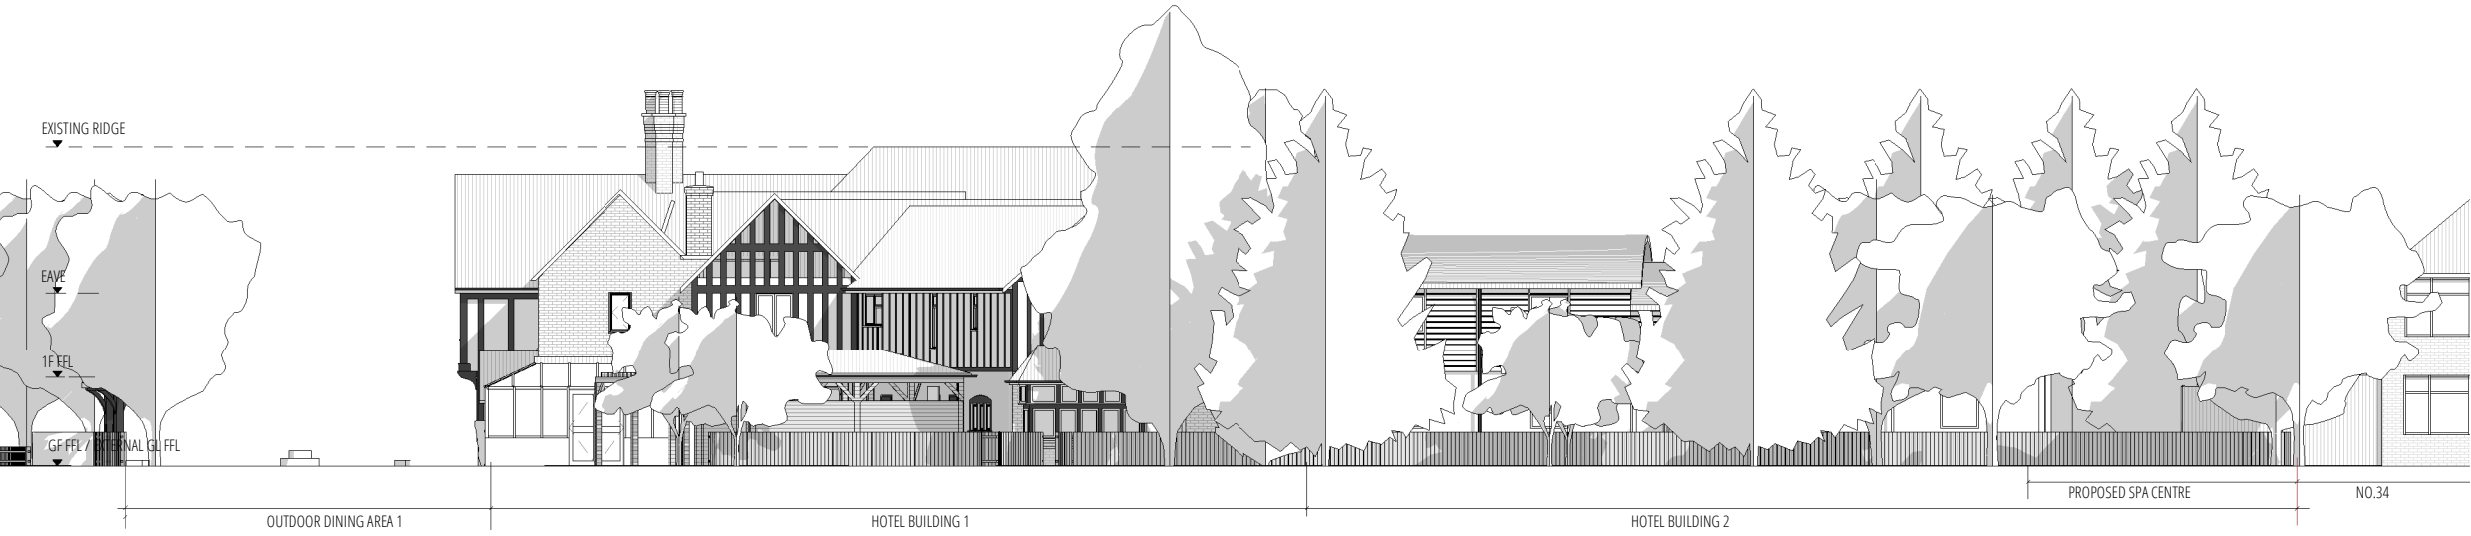 EXISTING RIDGE
EAVE
1F FFL
GF FFL / EXTERNAL GL FFL
PROPOSED SPA CENTRE
NO.34
OUTDOOR DINING AREA 1
HOTEL BUILDING 1
HOTEL BUILDING 2